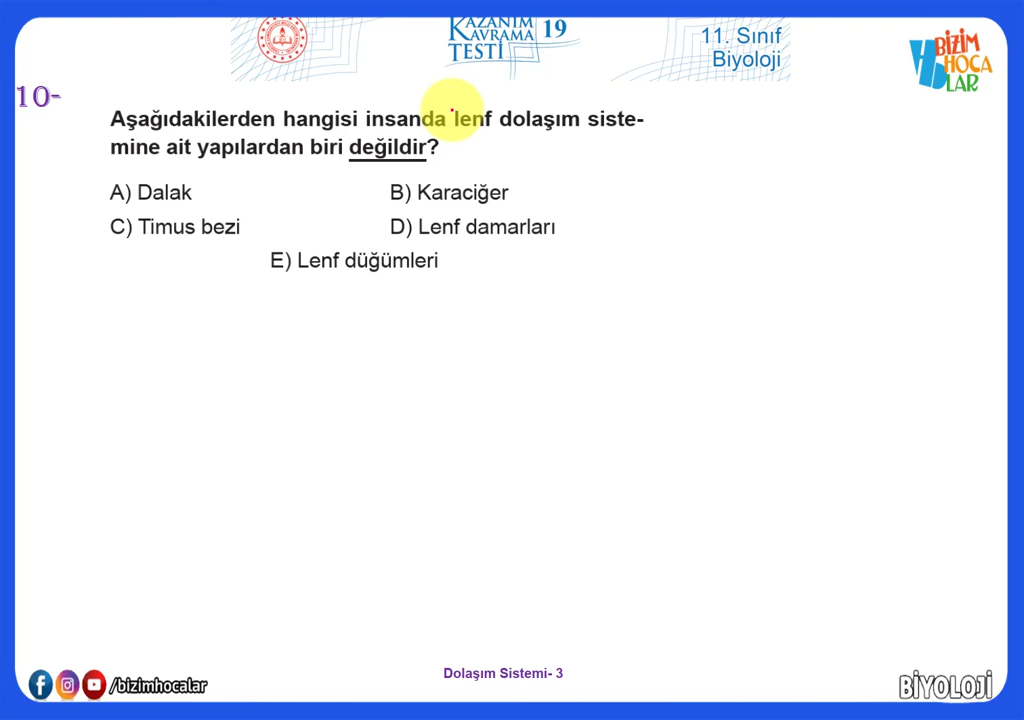 KAZANIM
KAVRAMA
TESTİ
19
11. Sınıf
Biyoloji
BİZİM
HOCA
LAR
10-
Aşağıdakilerden hangisi insanda lenf dolaşım siste-
mine ait yapılardan biri değildir?
A) Dalak B) Karaciğer
C) Timus bezi D) Lenf damarları
E) Lenf düğümleri
Dolaşım Sistemi- 3
/bizimhocalar
BİYOLOJİ